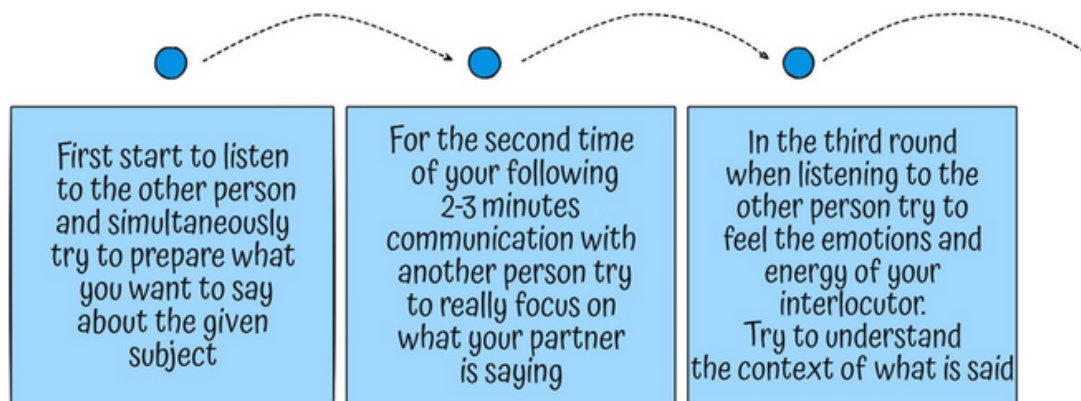 First start to listen
to the other person
and simultaneously
try to prepare what
you want to say
about the given
subject
For the second time
of your following
2-3 minutes
communication with
another person try
to really focus on
what your partner
is saying
In the third round
when listening to the
other person try to
feel the emotions and
energy of your
interlocutor.
Try to understand
the context of what is said